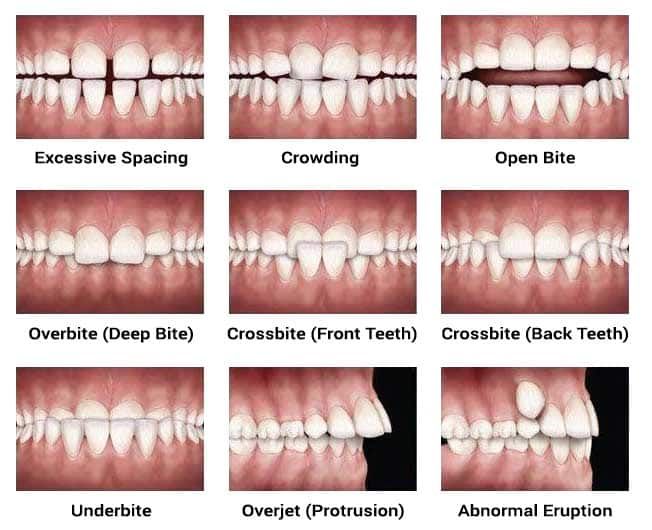 Excessive Spacing
Crowding
Open Bite
Overbite (Deep Bite)
Crossbite (Front Teeth)
Crossbite (Back Teeth)
Underbite
Overjet (Protrusion)
Abnormal Eruption